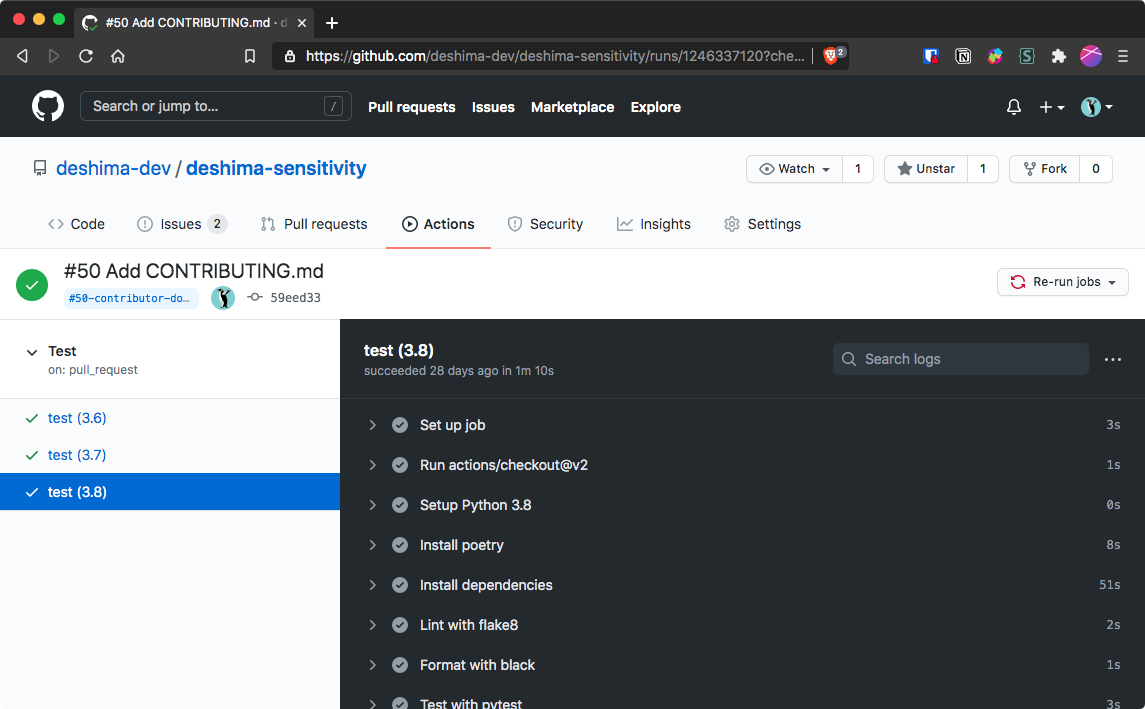 #50 Add CONTRIBUTING.md · d
https://github.com/deshima-dev/deshima-sensitivity/runs/1246337120?che...
2
Search or jump to...
/
Pull requests
Issues
Marketplace
Explore
deshima-dev / deshima-sensitivity
Watch
1
Unstar
1
Fork
0
Code
Issues 2
Pull requests
Actions
Security
Insights
Settings
#50 Add CONTRIBUTING.md
#50-contributor-do…
59eed33
Re-run jobs
Test
on: pull_request
test (3.6)
test (3.7)
test (3.8)
test (3.8)
succeeded 28 days ago in 1m 10s
Search logs
Set up job 3s
Run actions/checkout@v2 1s
Setup Python 3.8 0s
Install poetry 8s
Install dependencies 51s
Lint with flake8 2s
Format with black 1s
Test with pytest 3s